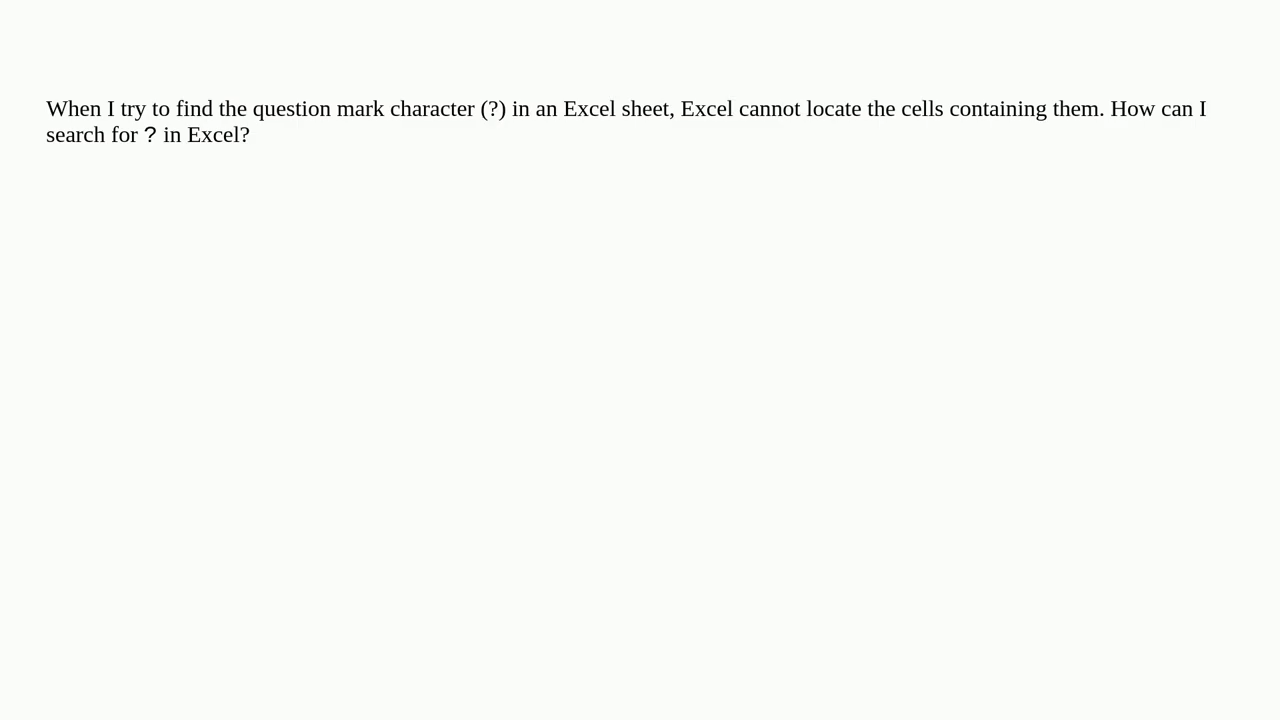 When I try to find the question mark character (?) in an Excel sheet, Excel cannot locate the cells containing them. How can I
search for ? in Excel?